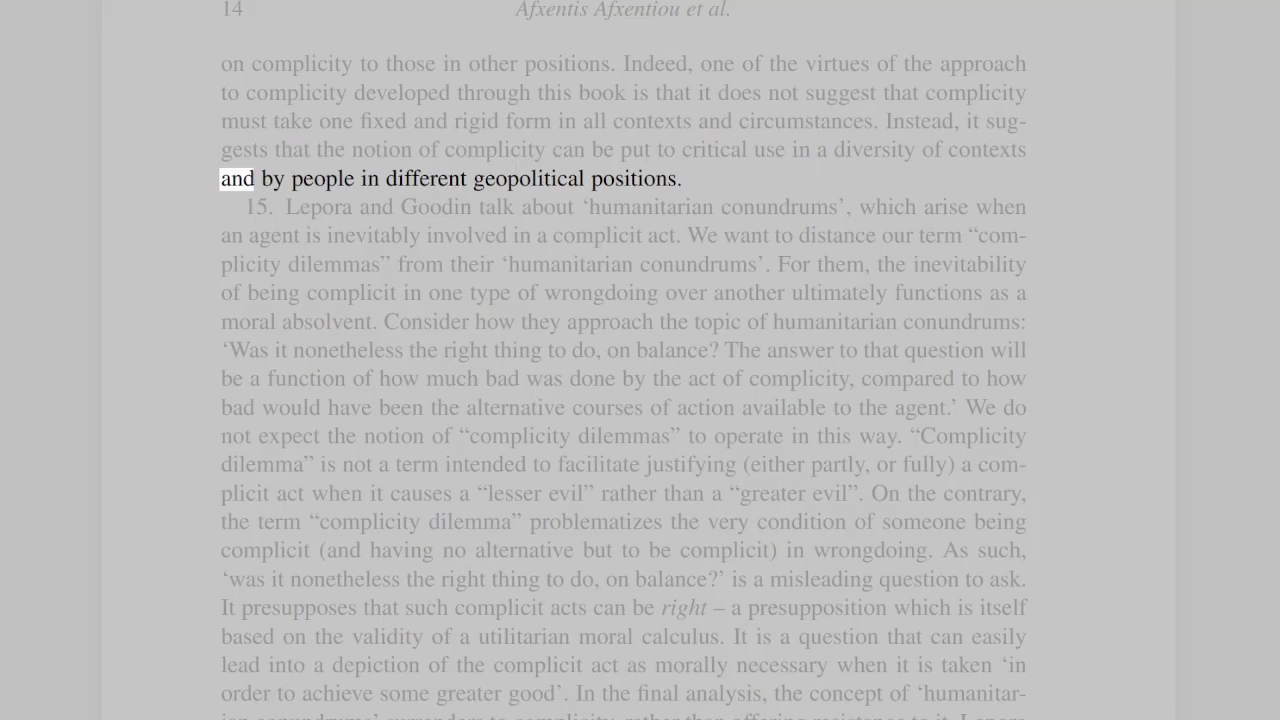 14 Afxentis Afxentiou et al.
on complicity to those in other positions. Indeed, one of the virtues of the approach
to complicity developed through this book is that it does not suggest that complicity
must take one fixed and rigid form in all contexts and circumstances. Instead, it sug-
gests that the notion of complicity can be put to critical use in a diversity of contexts
and by people in different geopolitical positions.
15. Lepora and Goodin talk about ‘humanitarian conundrums’, which arise when
an agent is inevitably involved in a complicit act. We want to distance our term “com-
plicity dilemmas” from their ‘humanitarian conundrums’. For them, the inevitability
of being complicit in one type of wrongdoing over another ultimately functions as a
moral absolvent. Consider how they approach the topic of humanitarian conundrums:
‘Was it nonetheless the right thing to do, on balance? The answer to that question will
be a function of how much bad was done by the act of complicity, compared to how
bad would have been the alternative courses of action available to the agent.’ We do
not expect the notion of “complicity dilemmas” to operate in this way. “Complicity
dilemma” is not a term intended to facilitate justifying (either partly, or fully) a com-
plicit act when it causes a “lesser evil” rather than a “greater evil”. On the contrary,
the term “complicity dilemma” problematizes the very condition of someone being
complicit (and having no alternative but to be complicit) in wrongdoing. As such,
‘was it nonetheless the right thing to do, on balance?’ is a misleading question to ask.
It presupposes that such complicit acts can be right – a presupposition which is itself
based on the validity of a utilitarian moral calculus. It is a question that can easily
lead into a depiction of the complicit act as morally necessary when it is taken ‘in
order to achieve some greater good’. In the final analysis, the concept of ‘humanitar-
ian conundrums’ surrenders to complicity, rather than offering resistance to it. Lepora